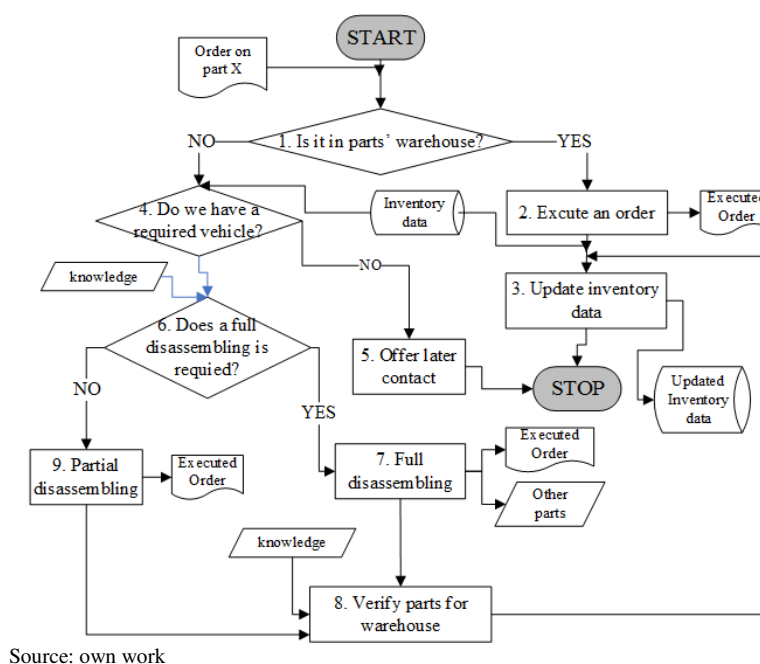 START
Order on
part X
1. Is it in parts’ warehouse?
NO
YES
4. Do we have a
required vehicle?
Inventory
data
2. Excute an order
Executed
Order
knowledge
NO
3. Update inventory
data
6. Does a full
disassembling is
requied?
5. Offer later
contact
STOP
Updated
Inventory
data
NO
YES
9. Partial
disassembling
Executed
Order
7. Full
disassembling
Executed
Order
Other
parts
knowledge
8. Verify parts for
warehouse
Source: own work